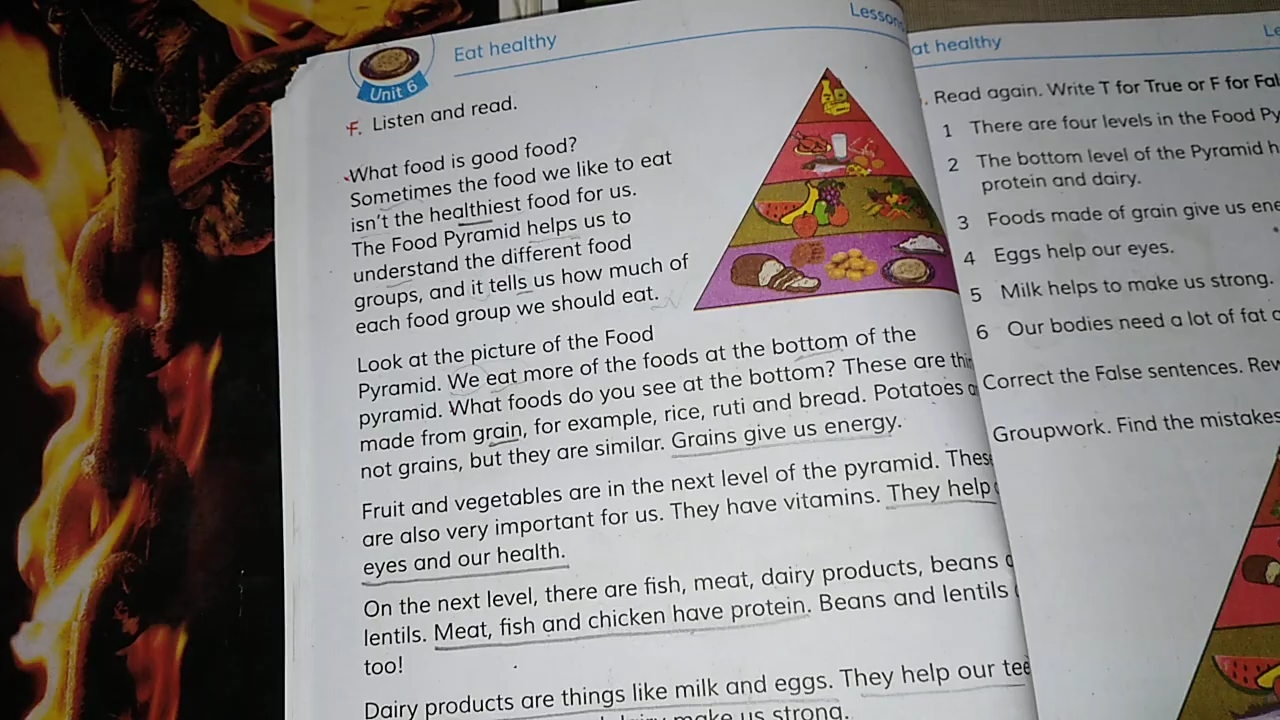 Unit 6
Eat healthy
Lesson
F. Listen and read.
What food is good food?
Sometimes the food we like to eat
isn't the healthiest food for us.
The Food Pyramid helps us to
understand the different food
groups, and it tells us how much of
each food group we should eat.
Look at the picture of the Food
Pyramid. We eat more of the foods at the bottom of the
pyramid. What foods do you see at the bottom? These are
made from grain, for example, rice, ruti and bread. Potatoes
not grains, but they are similar. Grains give us energy.
Fruit and vegetables are in the next level of the pyramid.
are also very important for us. They have vitamins. They help
eyes and our health.
On the next level, there are fish, meat, dairy products, beans
lentils. Meat, fish and chicken have protein. Beans and lentils
too!
Dairy products are things like milk and eggs. They help our
make us strong.
at healthy
Read again. Write T for True or F for
1 There are four levels in the Food
2 The bottom level of the Pyramid
protein and dairy.
3 Foods made of grain give us
4 Eggs help our eyes.
5 Milk helps to make us strong.
6 Our bodies need a lot of fat
Correct the False sentences.
Groupwork. Find the mistakes